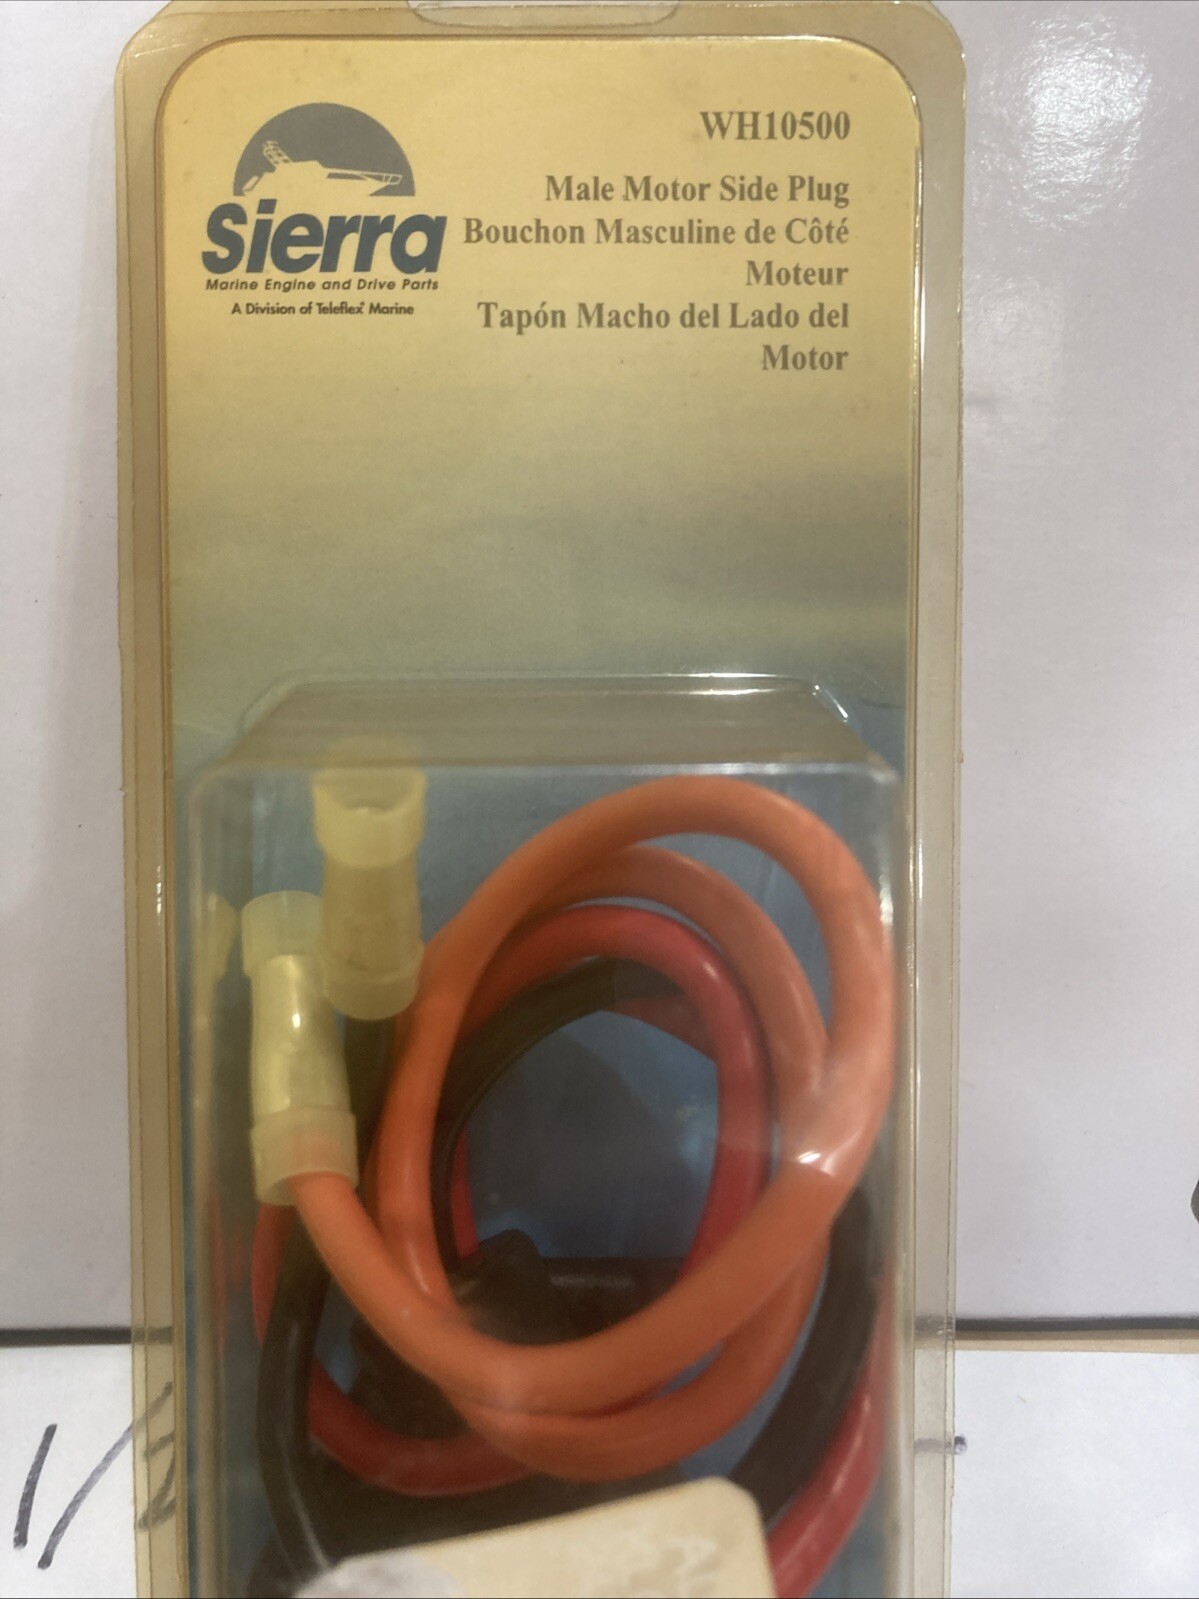 WH10500
Male Motor Side Plug
Bouchon Masculine de Côté
Moteur
Tapón Macho del Lado del
Motor
Sierra
Marine Engine and Drive Parts
A Division of Teleflex® Marine